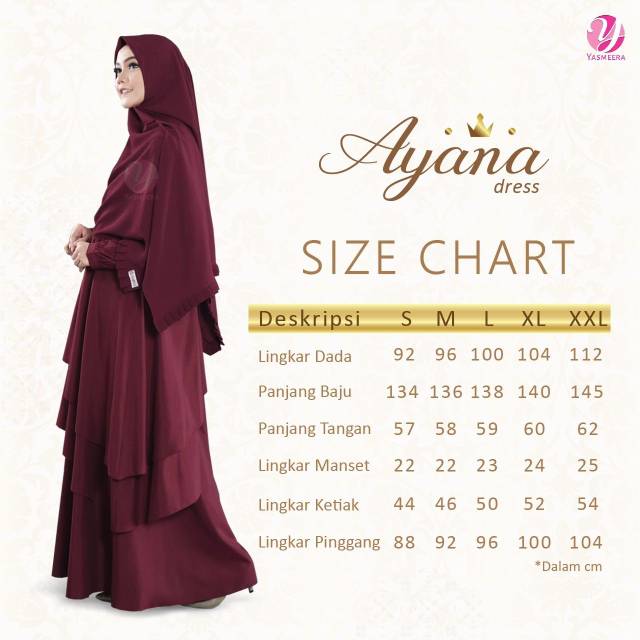 YASMEERA
Ayana
dress
SIZE CHART
Deskripsi S M L XL XXL
Lingkar Dada 92 96 100 104 112
Panjang Baju 134 136 138 140 145
Panjang Tangan 57 58 59 60 62
Lingkar Manset 22 22 23 24 25
Lingkar Ketiak 44 46 50 52 54
Lingkar Pinggang 88 92 96 100 104
*Dalam cm